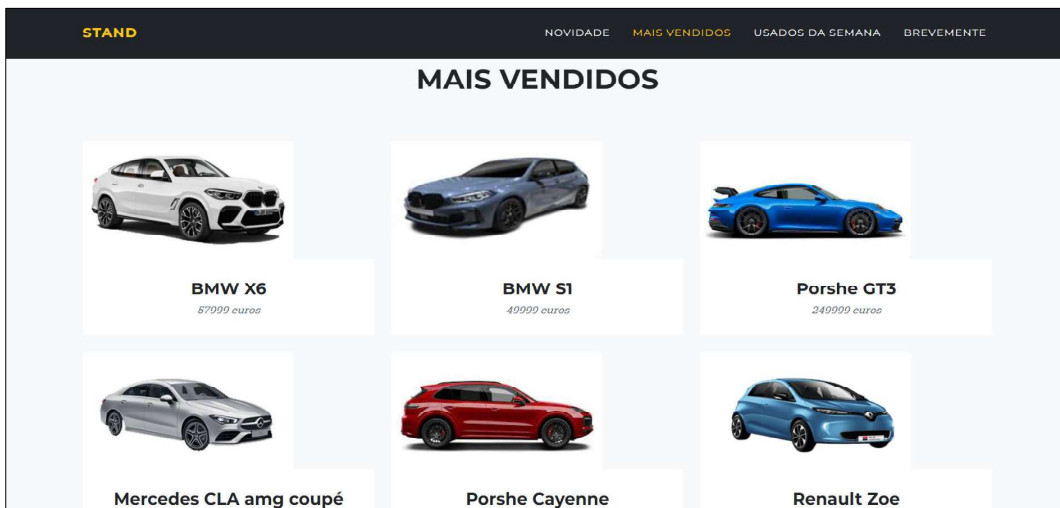 STAND NOVIDADE MAIS VENDIDOS USADOS DA SEMANA BREVEMENTE
MAIS VENDIDOS
BMW X6
57999 euros
BMW S1
49999 euros
Porshe GT3
249999 euros
Mercedes CLA amg coupé
Porshe Cayenne
Renault Zoe